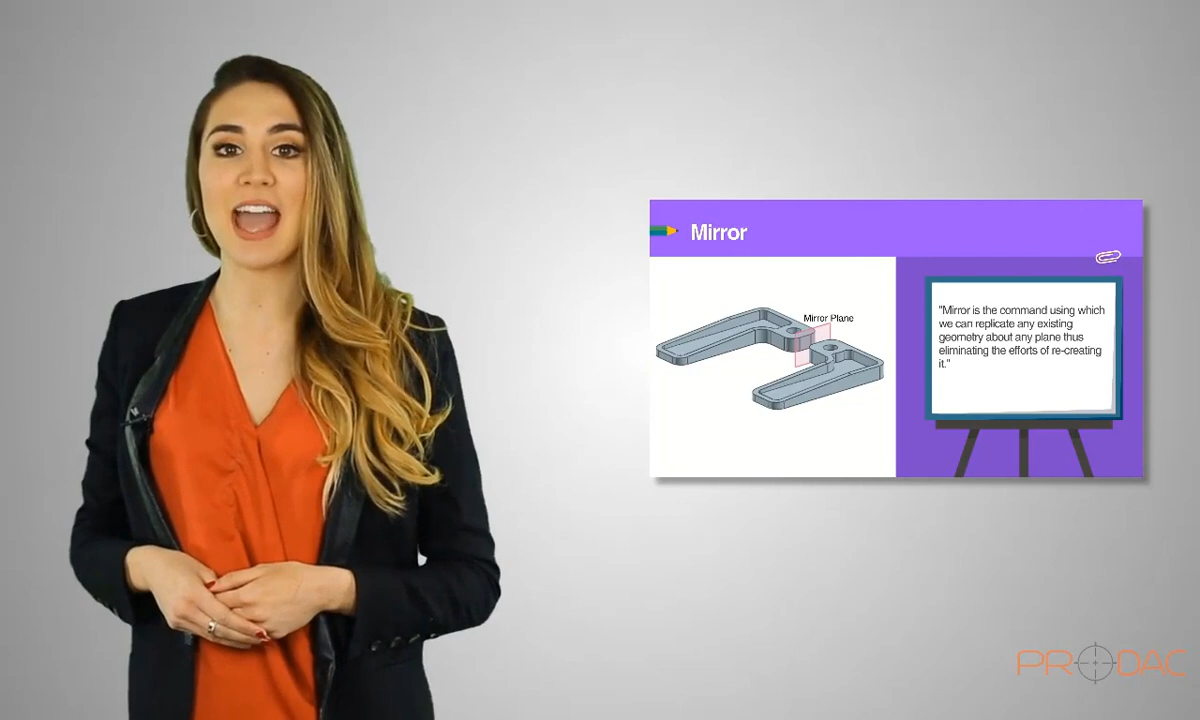 Mirror
Mirror Plane
"Mirror is the command using which
we can replicate any existing
geometry about any plane thus
eliminating the efforts of re-creating
it."
PRODAC